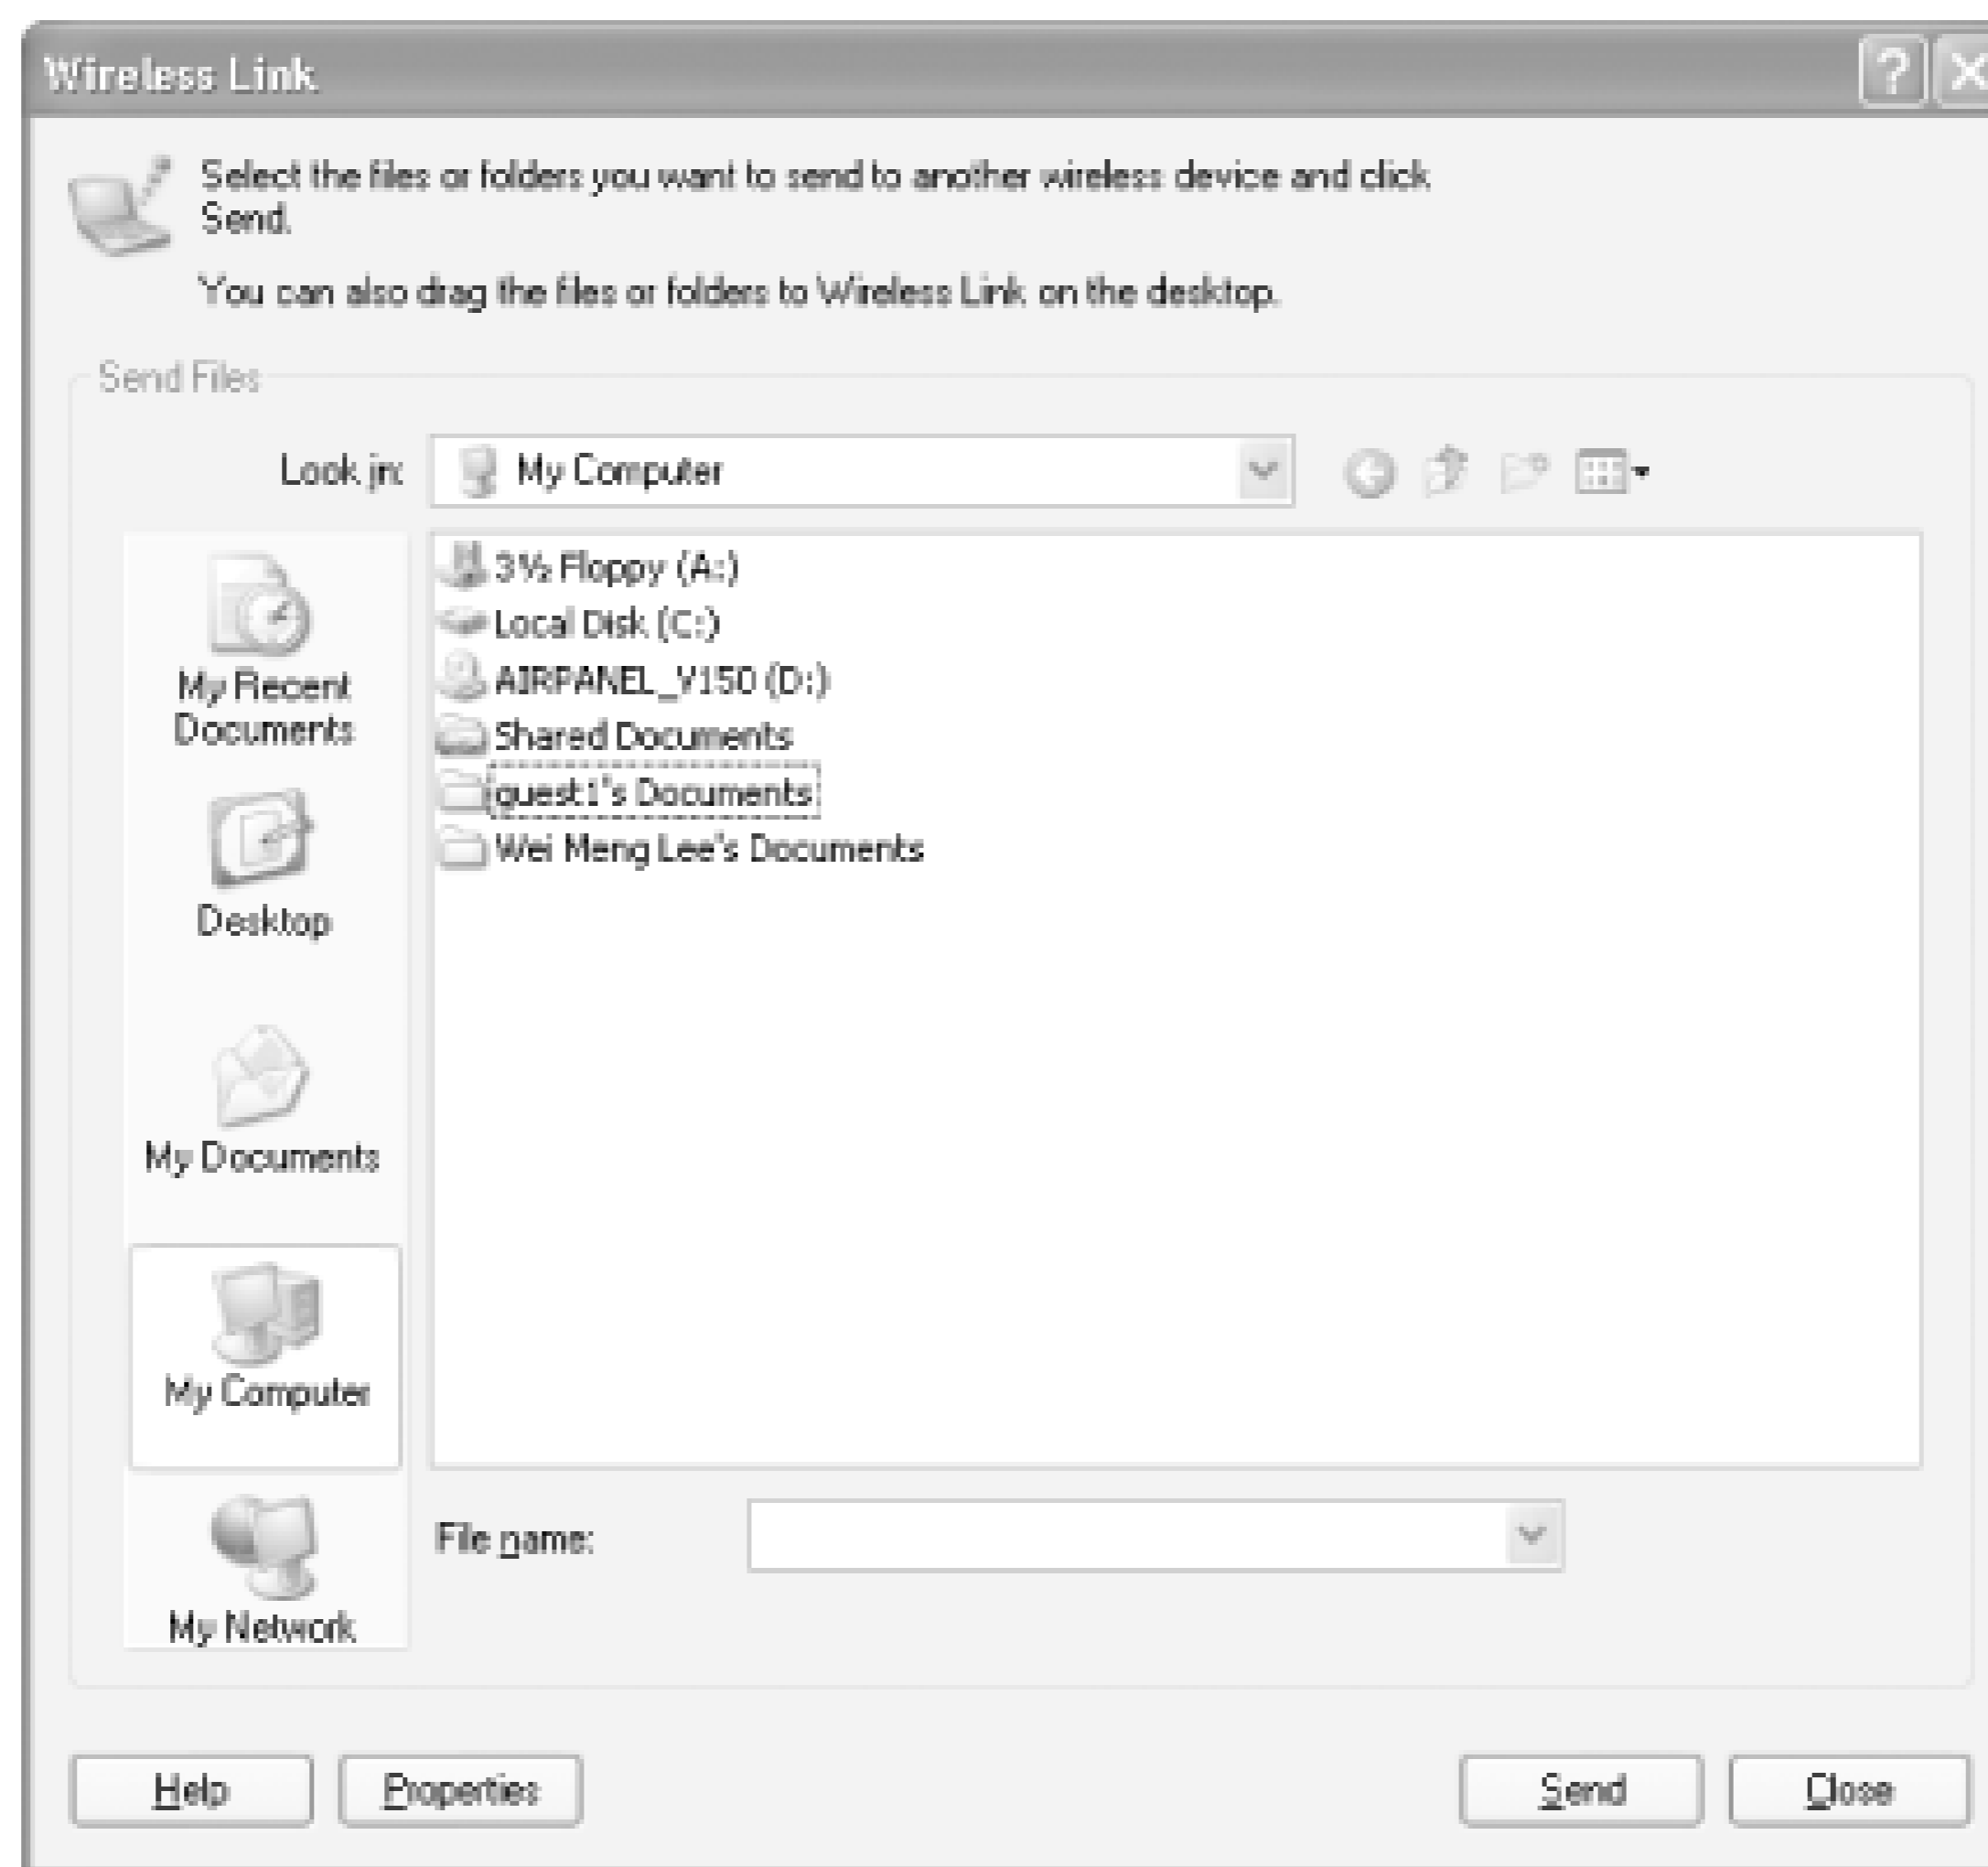 Wireless Link
Select the files or folders you want to send to another wireless device and click
Send.
You can also drag the files or folders to Wireless Link on the desktop.
Send Files
Look in:
My Computer
3½ Floppy (A:)
Local Disk (C:)
AIRPANEL_V150 (D:)
Shared Documents
guest1's Documents
Wei Meng Lee's Documents
My Recent
Documents
Desktop
My Documents
My Computer
My Network
File name:
Help
Properties
Send
Close